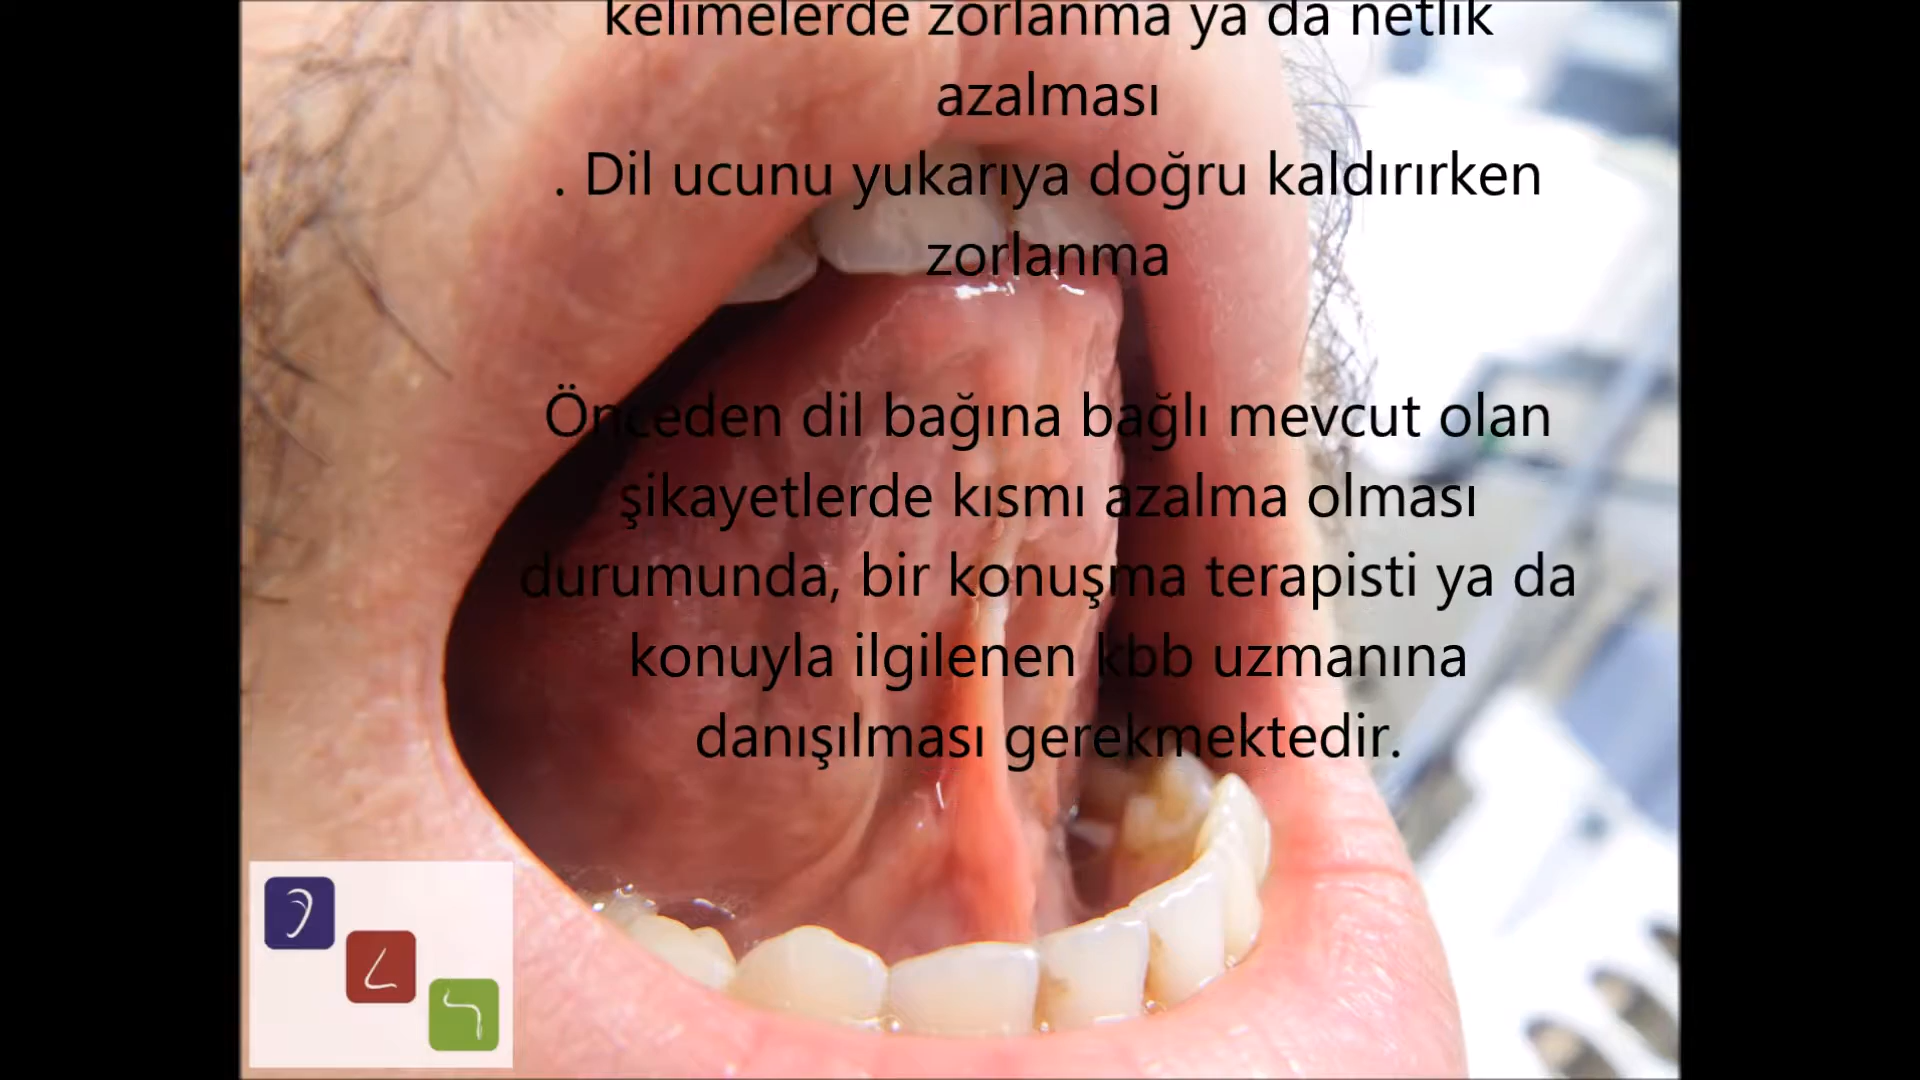 kelimelerde zorlanma ya da netlik
azalması
. Dil ucunu yukarıya doğru kaldırırken
zorlanma
Önceden dil bağına bağlı mevcut olan
şikayetlerde kısmı azalma olması
durumunda, bir konuşma terapisti ya da
konuyla ilgilenen kbb uzmanına
danışılması gerekmektedir.